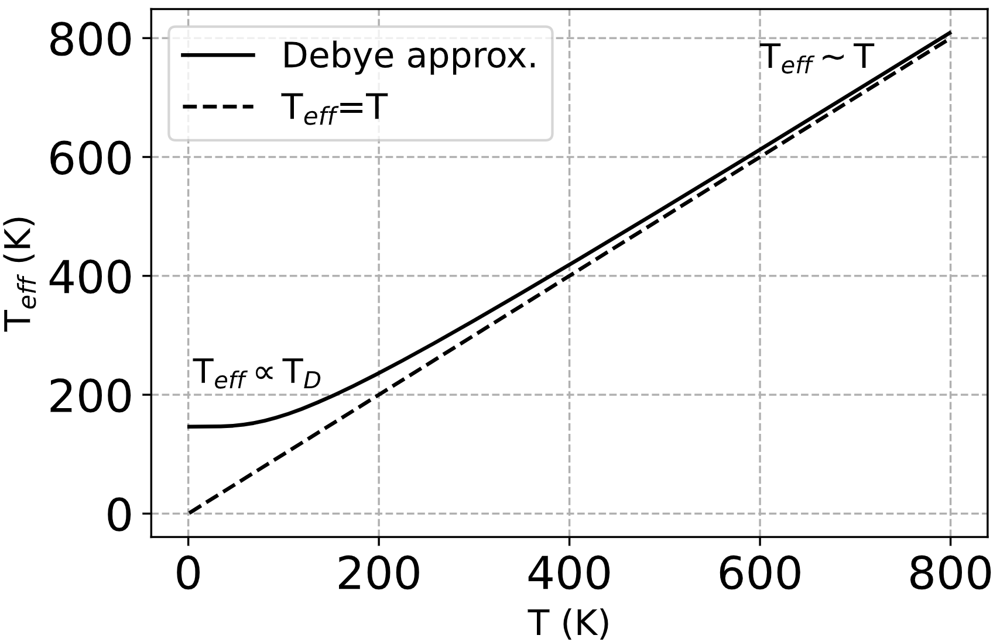 Debye approx.
T_eff=T
T_eff ~ T
T_eff ∝ T_D
T_eff (K)
800
600
400
200
0
0 200 400 600 800
T (K)